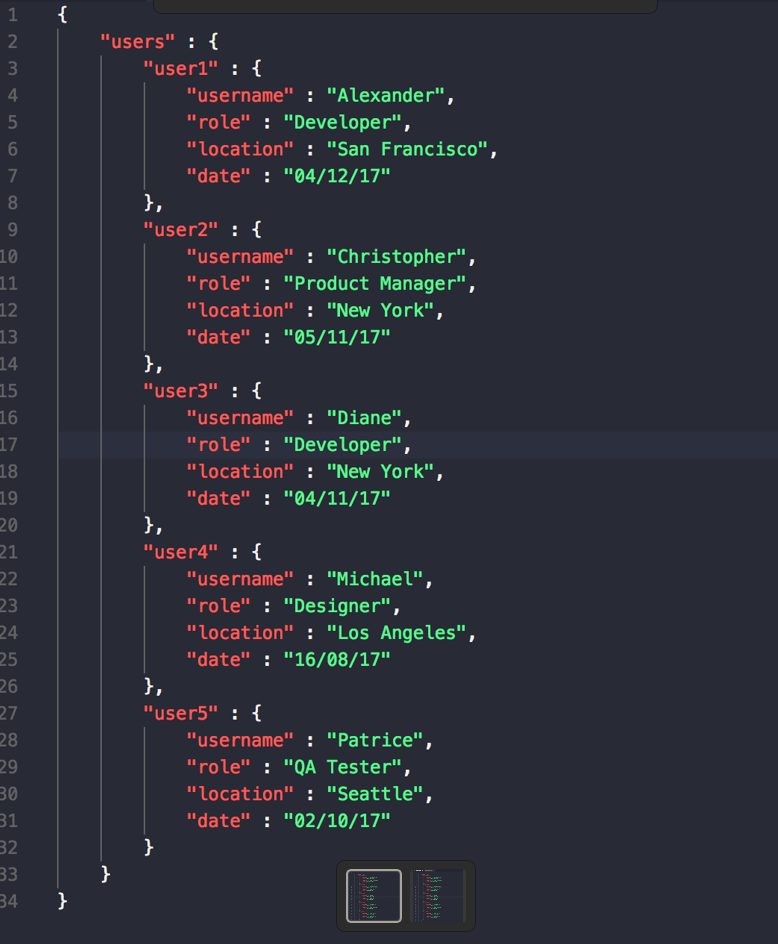 1 {
2 "users" : {
3 "user1" : {
4 "username" : "Alexander",
5 "role" : "Developer",
6 "location" : "San Francisco",
7 "date" : "04/12/17"
8 },
9 "user2" : {
10 "username" : "Christopher",
11 "role" : "Product Manager",
12 "location" : "New York",
13 "date" : "05/11/17"
14 },
15 "user3" : {
16 "username" : "Diane",
17 "role" : "Developer",
18 "location" : "New York",
19 "date" : "04/11/17"
20 },
21 "user4" : {
22 "username" : "Michael",
23 "role" : "Designer",
24 "location" : "Los Angeles",
25 "date" : "16/08/17"
26 },
27 "user5" : {
28 "username" : "Patrice",
29 "role" : "QA Tester",
30 "location" : "Seattle",
31 "date" : "02/10/17"
32 }
33 }
34 }